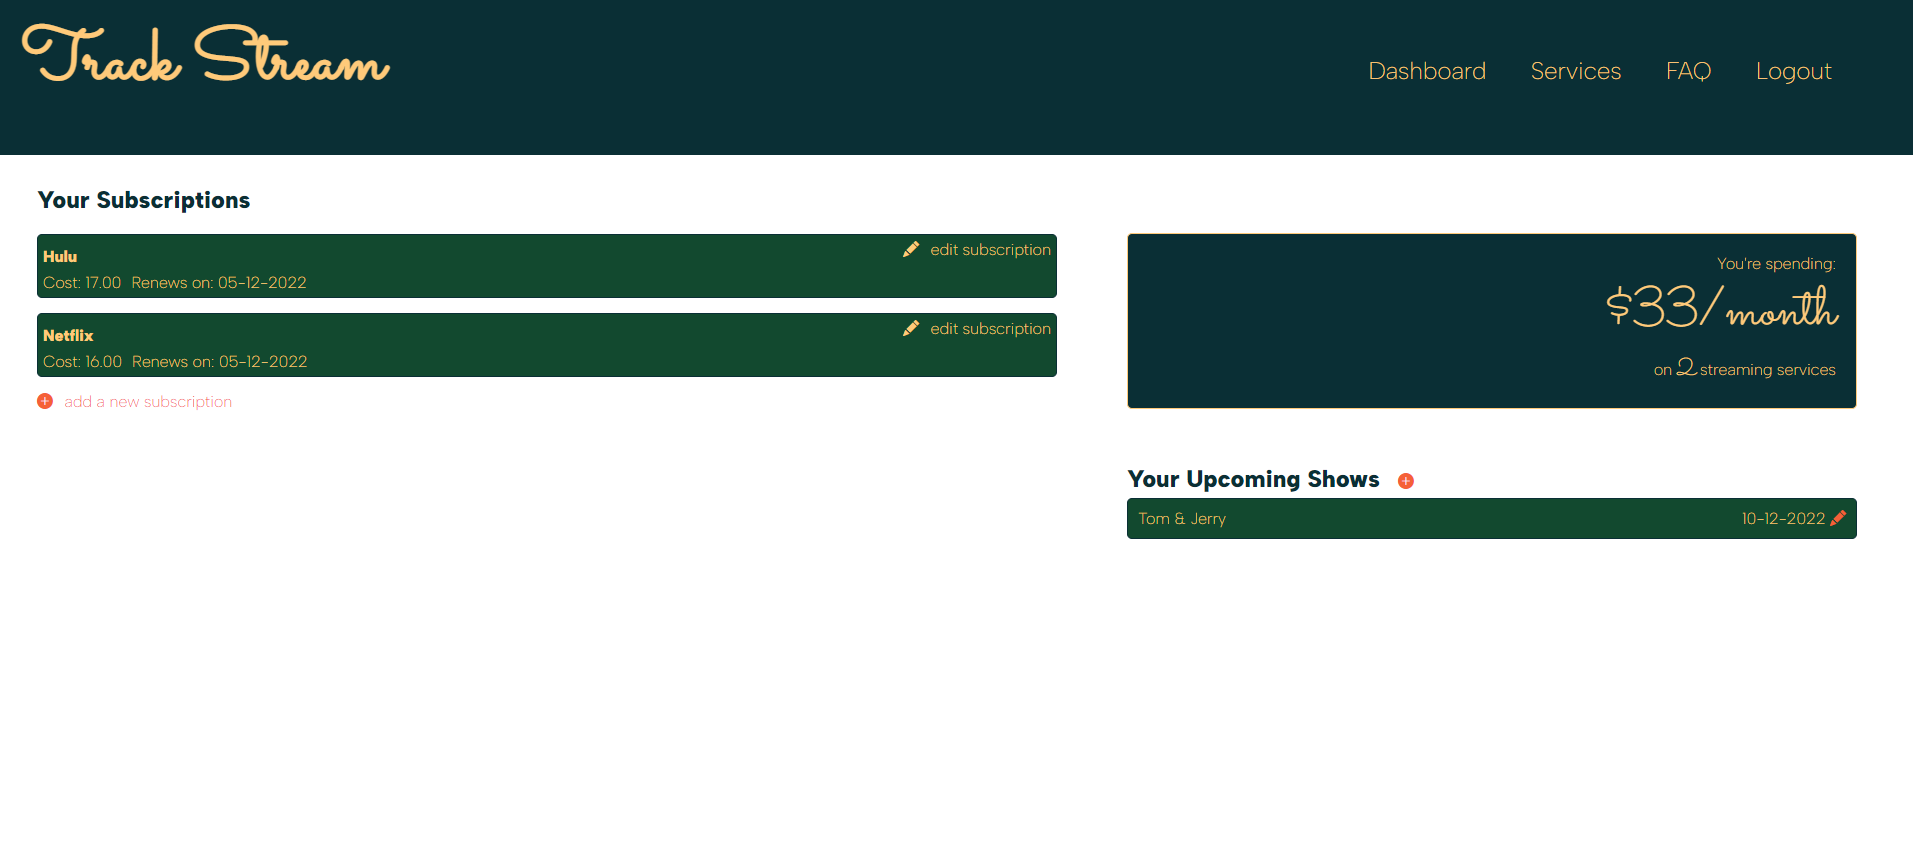 Track Stream
Dashboard Services FAQ Logout
Your Subscriptions
Hulu
edit subscription
Cost: 17.00 Renews on: 05-12-2022
Netflix
edit subscription
Cost: 16.00 Renews on: 05-12-2022
add a new subscription
You're spending:
$33/month
on 2 streaming services
Your Upcoming Shows
Tom & Jerry 10-12-2022